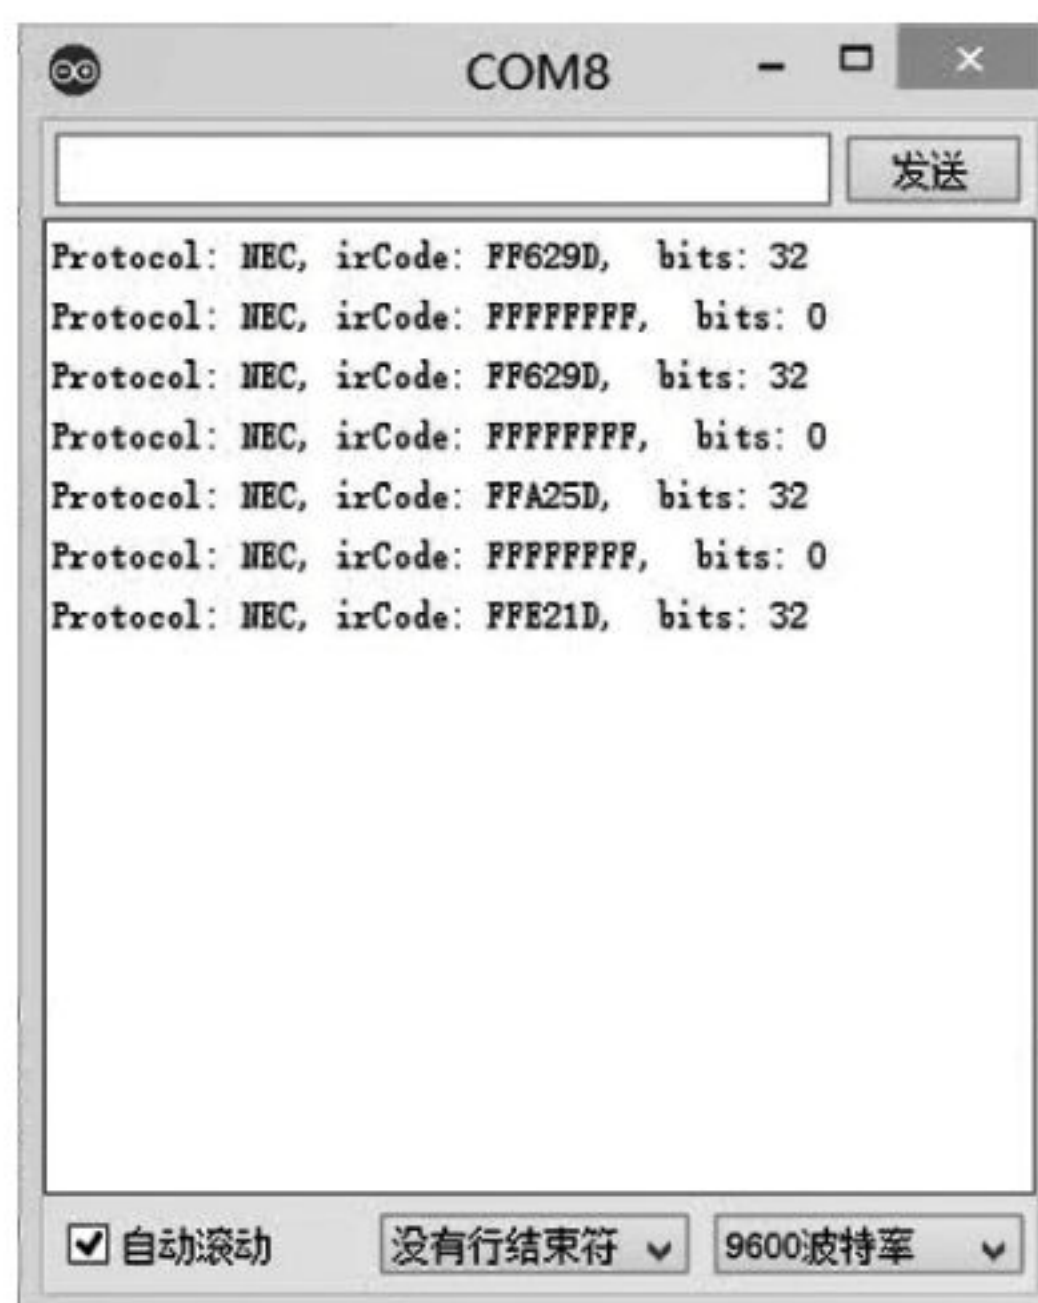 COM8
发送
Protocol: NEC, irCode: FF629D, bits: 32
Protocol: NEC, irCode: FFFFFFFF, bits: 0
Protocol: NEC, irCode: FF629D, bits: 32
Protocol: NEC, irCode: FFFFFFFF, bits: 0
Protocol: NEC, irCode: FFA25D, bits: 32
Protocol: NEC, irCode: FFFFFFFF, bits: 0
Protocol: NEC, irCode: FFE21D, bits: 32
自动滚动 没有行结束符 9600波特率